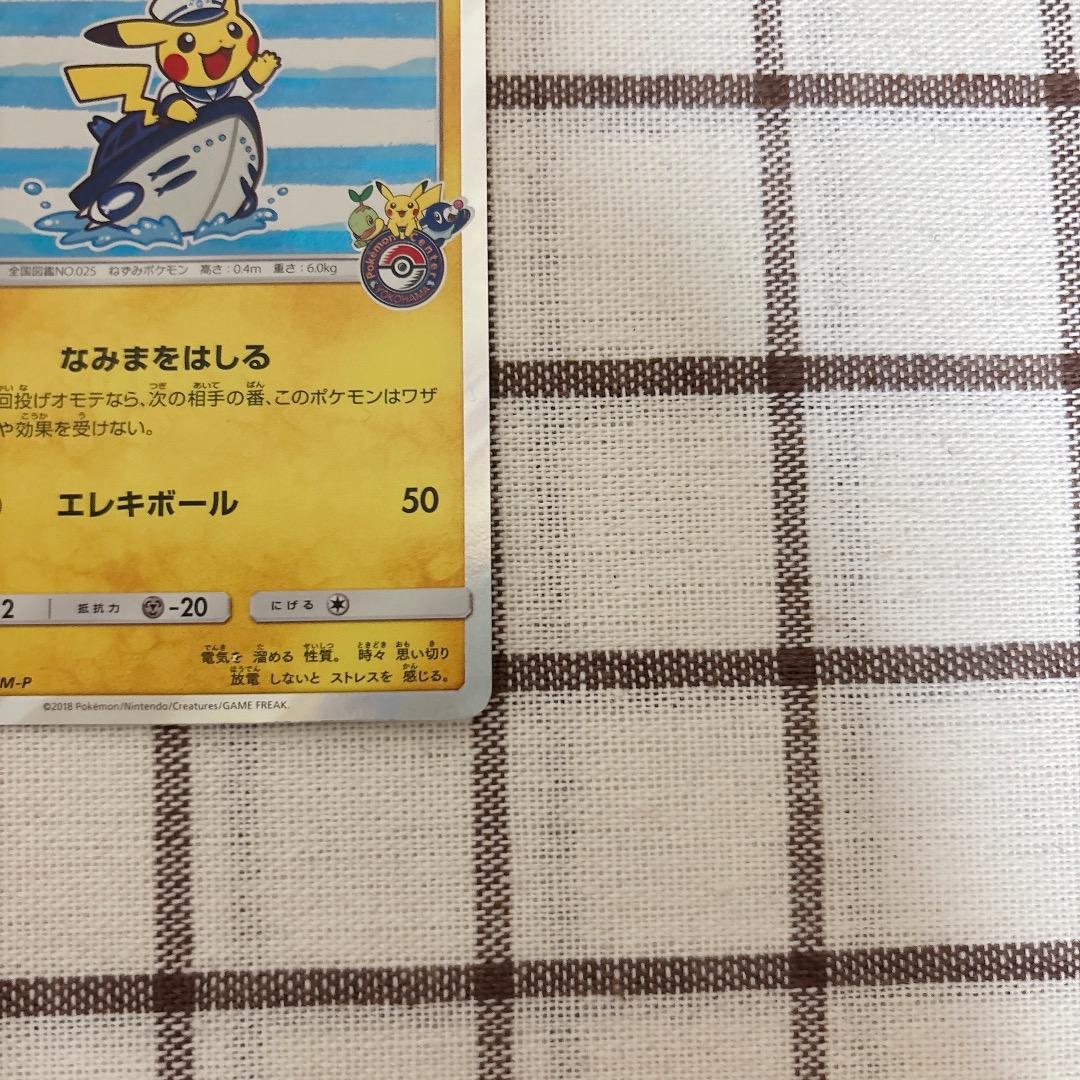 Pokémon Center
YOKOHAMA
全国図鑑NO.025 ねずみポケモン 高さ：0.4m 重さ：6.0kg
なみまをはしる
回投げオモテなら、次の相手の番、このポケモンはワザ
や効果を受けない。
エレキボール 50
2 抵抗力 -20 にげる
電気を 溜める 性質。 時々 思い切り
放電 しないと ストレスを 感じる。
M-P
©2018 Pokémon/Nintendo/Creatures/GAME FREAK.